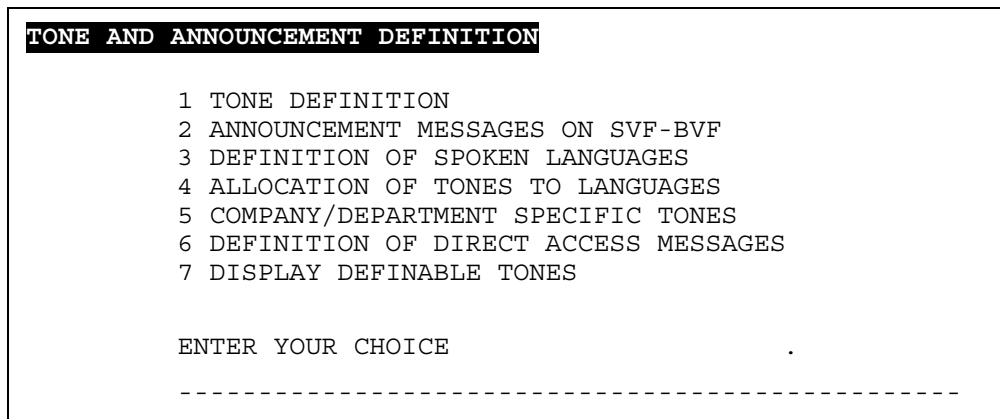 TONE AND ANNOUNCEMENT DEFINITION
1 TONE DEFINITION
2 ANNOUNCEMENT MESSAGES ON SVF-BVF
3 DEFINITION OF SPOKEN LANGUAGES
4 ALLOCATION OF TONES TO LANGUAGES
5 COMPANY/DEPARTMENT SPECIFIC TONES
6 DEFINITION OF DIRECT ACCESS MESSAGES
7 DISPLAY DEFINABLE TONES
ENTER YOUR CHOICE .
-------------------------------------------------